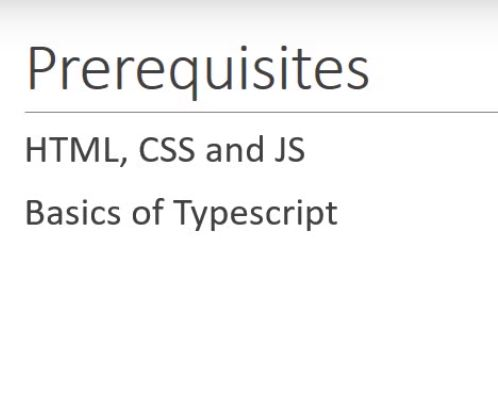 Prerequisites
HTML, CSS and JS
Basics of Typescript